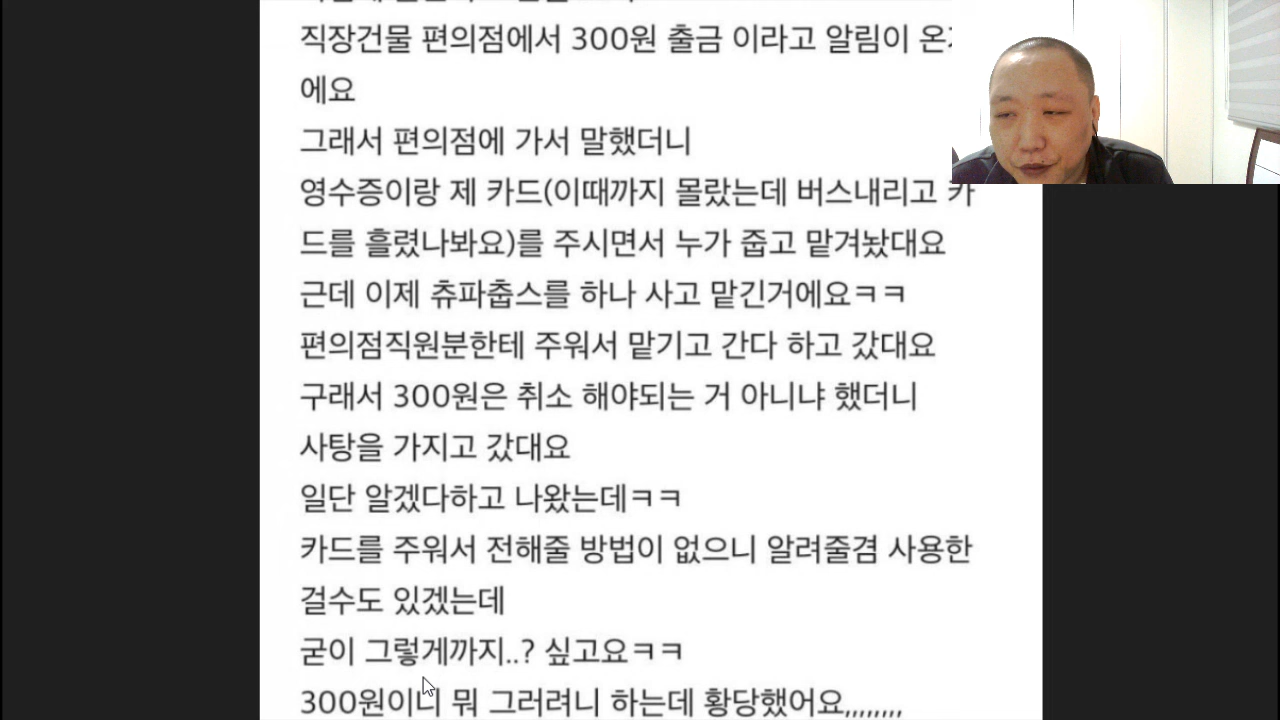 직장건물 편의점에서 300원 출금 이라고 알림이 온
에요
그래서 편의점에 가서 말했더니
영수증이랑 제 카드(이때까지 몰랐는데 버스내리고 카
드를 흘렸나봐요)를 주시면서 누가 줍고 맡겨놨대요
근데 이제 츄파춥스를 하나 사고 맡긴거에요ㅋㅋ
편의점직원분한테 주워서 맡기고 간다 하고 갔대요
구래서 300원은 취소 해야되는 거 아니냐 했더니
사탕을 가지고 갔대요
일단 알겠다하고 나왔는데ㅋㅋ
카드를 주워서 전해줄 방법이 없으니 알려줄겸 사용한
걸수도 있겠는데
굳이 그렇게까지..? 싶고요ㅋㅋ
300원이니 뭐 그러려니 하는데 황당했어요,,,,,,,,